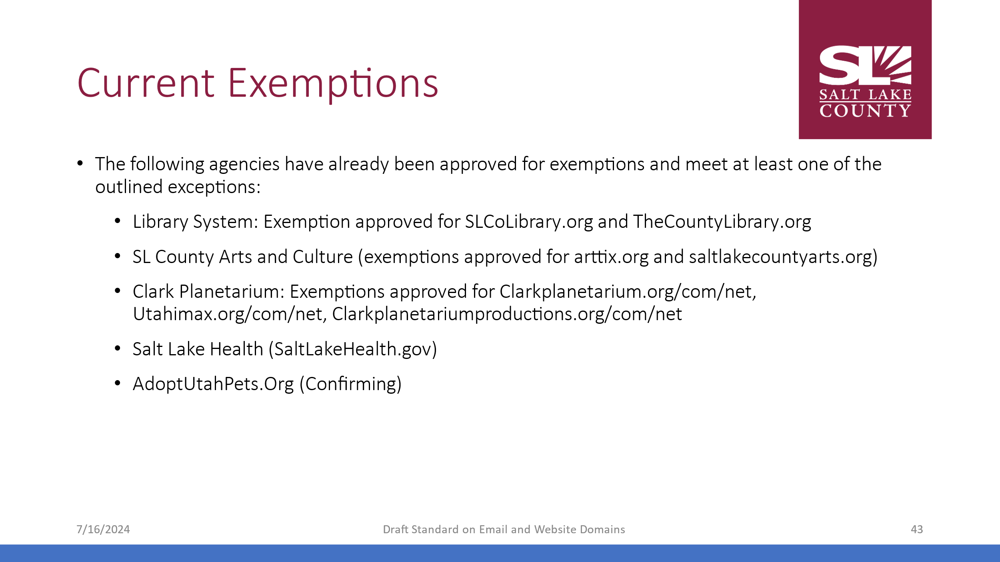 SL
SALT LAKE
COUNTY
Current Exemptions
• The following agencies have already been approved for exemptions and meet at least one of the
outlined exceptions:
• Library System: Exemption approved for SLCoLibrary.org and TheCountyLibrary.org
• SL County Arts and Culture (exemptions approved for arttix.org and saltlakecountyarts.org)
• Clark Planetarium: Exemptions approved for Clarkplanetarium.org/com/net,
Utahimax.org/com/net, Clarkplanetariumproductions.org/com/net
• Salt Lake Health (SaltLakeHealth.gov)
• AdoptUtahPets.Org (Confirming)
7/16/2024
Draft Standard on Email and Website Domains
43